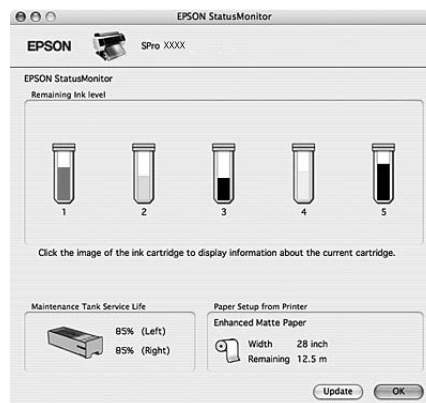 EPSON StatusMonitor
EPSON SPro XXXX
EPSON StatusMonitor
Remaining Ink level
1 2 3 4 5
Click the image of the ink cartridge to display information about the current cartridge.
Maintenance Tank Service Life
85% (Left)
85% (Right)
Paper Setup from Printer
Enhanced Matte Paper
Width 28 inch
Remaining 12.5 m
Update OK